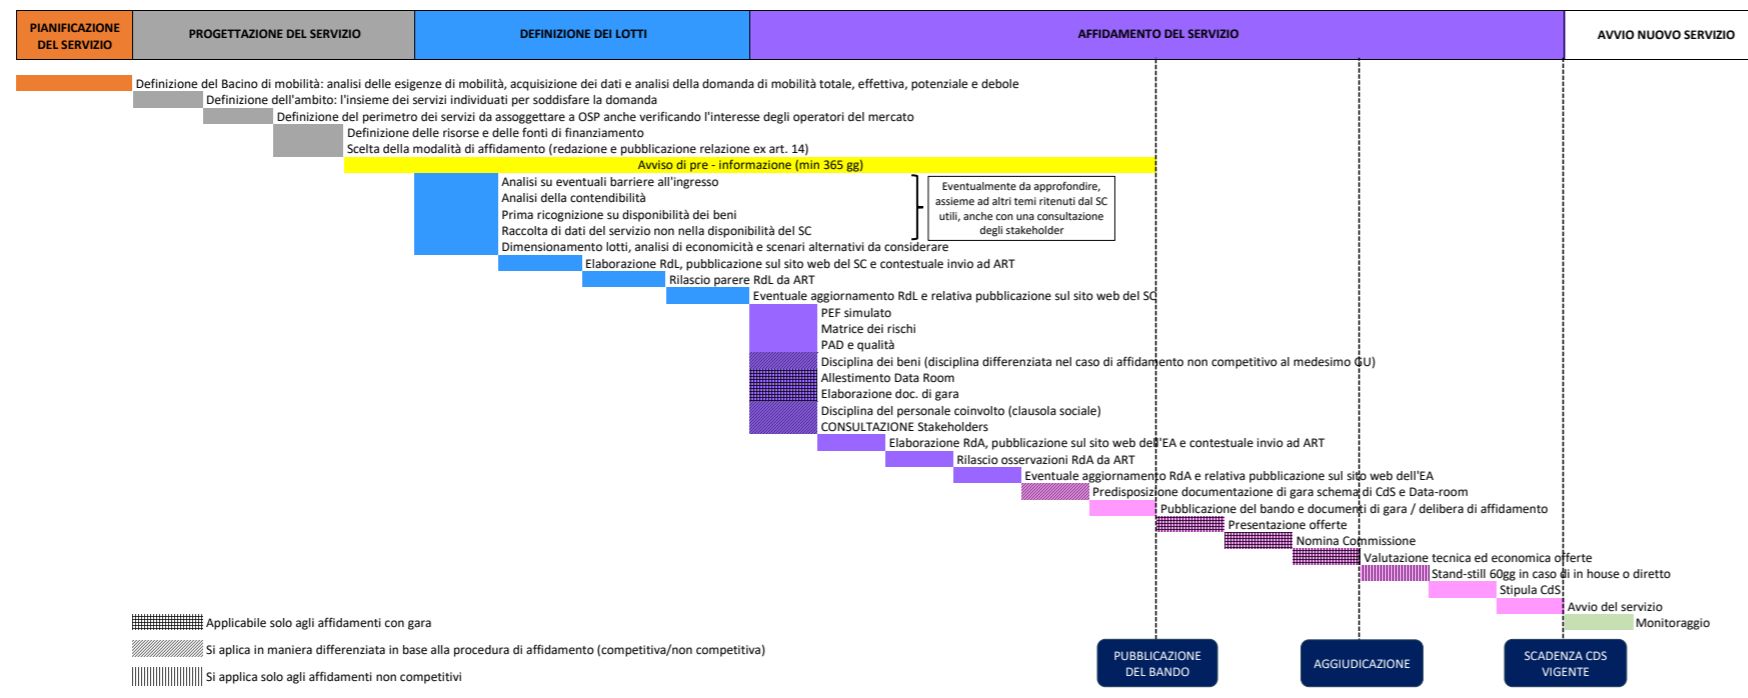 PIANIFICAZIONE
DEL SERVIZIO
PROGETTAZIONE DEL SERVIZIO
DEFINIZIONE DEI LOTTI
AFFIDAMENTO DEL SERVIZIO
AVVIO NUOVO SERVIZIO
Definizione del Bacino di mobilità: analisi delle esigenze di mobilità, acquisizione dei dati e analisi della domanda di mobilità totale, effettiva, potenziale e debole
Definizione dell'ambito: l'insieme dei servizi individuati per soddisfare la domanda
Definizione del perimetro dei servizi da assoggettare a OSP anche verificando l'interesse degli operatori del mercato
Definizione delle risorse e delle fonti di finanziamento
Scelta della modalità di affidamento (redazione e pubblicazione relazione ex art. 14)
Avviso di pre - informazione (min 365 gg)
Analisi su eventuali barriere all'ingresso
Analisi della contendibilità
Prima ricognizione su disponibilità dei beni
Raccolta di dati del servizio non nella disponibilità del SC
Dimensionamento lotti, analisi di economicità e scenari alternativi da considerare
Eventualmente da approfondire,
assieme ad altri temi ritenuti dal SC
utili, anche con una consultazione
degli stakeholder
Elaborazione RdL, pubblicazione sul sito web del SC e contestuale invio ad ART
Rilascio parere RdL da ART
Eventuale aggiornamento RdL e relativa pubblicazione sul sito web del SC
PEF simulato
Matrice dei rischi
PAD e qualità
Disciplina dei beni (disciplina differenziata nel caso di affidamento non competitivo al medesimo GU)
Allestimento Data Room
Elaborazione doc. di gara
Disciplina del personale coinvolto (clausola sociale)
CONSULTAZIONE Stakeholders
Elaborazione RdA, pubblicazione sul sito web dell'EA e contestuale invio ad ART
Rilascio osservazioni RdA da ART
Eventuale aggiornamento RdA e relativa pubblicazione sul sito web dell'EA
Predisposizione documentazione di gara schema di CdS e Data-room
Pubblicazione del bando e documenti di gara / delibera di affidamento
Presentazione offerte
Nomina Commissione
Valutazione tecnica ed economica offerte
Stand-still 60gg in caso di in house o diretto
Stipula CdS
Avvio del servizio
Monitoraggio
Applicabile solo agli affidamenti con gara
Si aplica in maniera differenziata in base alla procedura di affidamento (competitiva/non competitiva)
Si applica solo agli affidamenti non competitivi
PUBBLICAZIONE
DEL BANDO
AGGIUDICAZIONE
SCADENZA CDS
VIGENTE